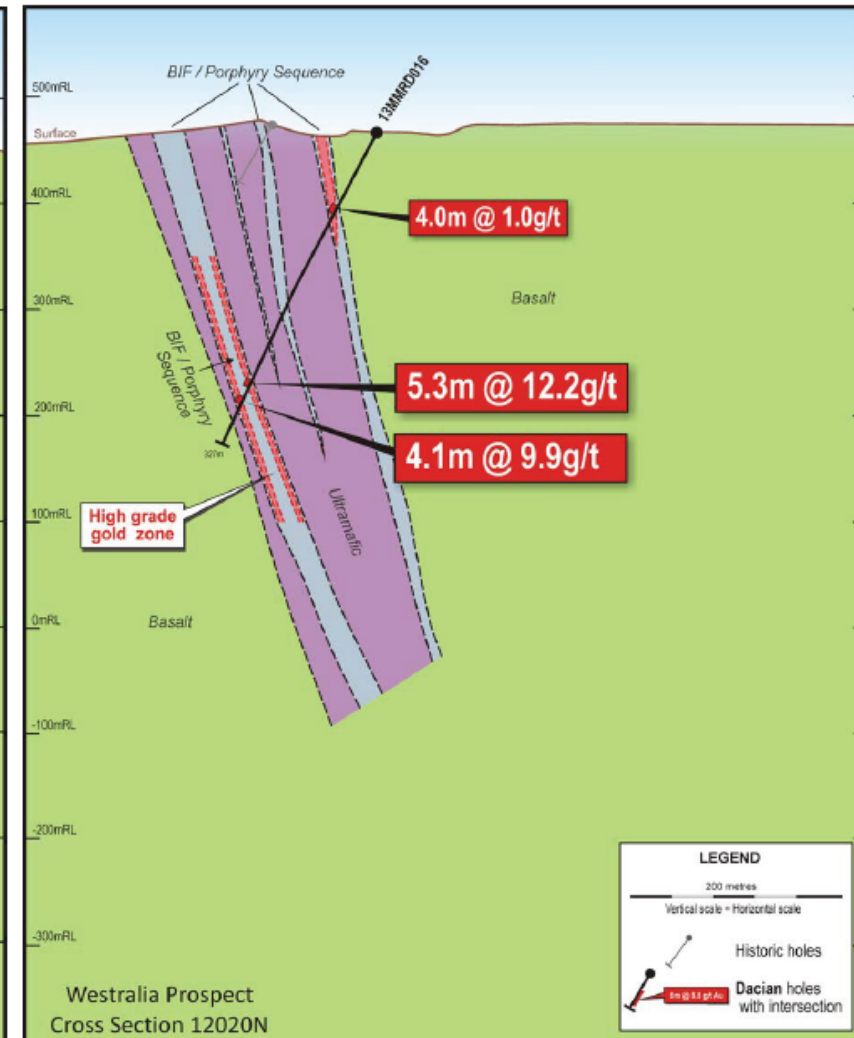 BIF / Porphyry Sequence
13MMRD016
500mRL
Surface
400mRL
4.0m @ 1.0g/t
300mRL
Basalt
BIF / Porphyry
Sequence
5.3m @ 12.2g/t
200mRL
4.1m @ 9.9g/t
327m
Ultramafic
100mRL
High grade
gold zone
0mRL
Basalt
-100mRL
-200mRL
-300mRL
LEGEND
200 metres
Vertical scale = Horizontal scale
Historic holes
Dacian holes
with intersection
Westralia Prospect
Cross Section 12020N